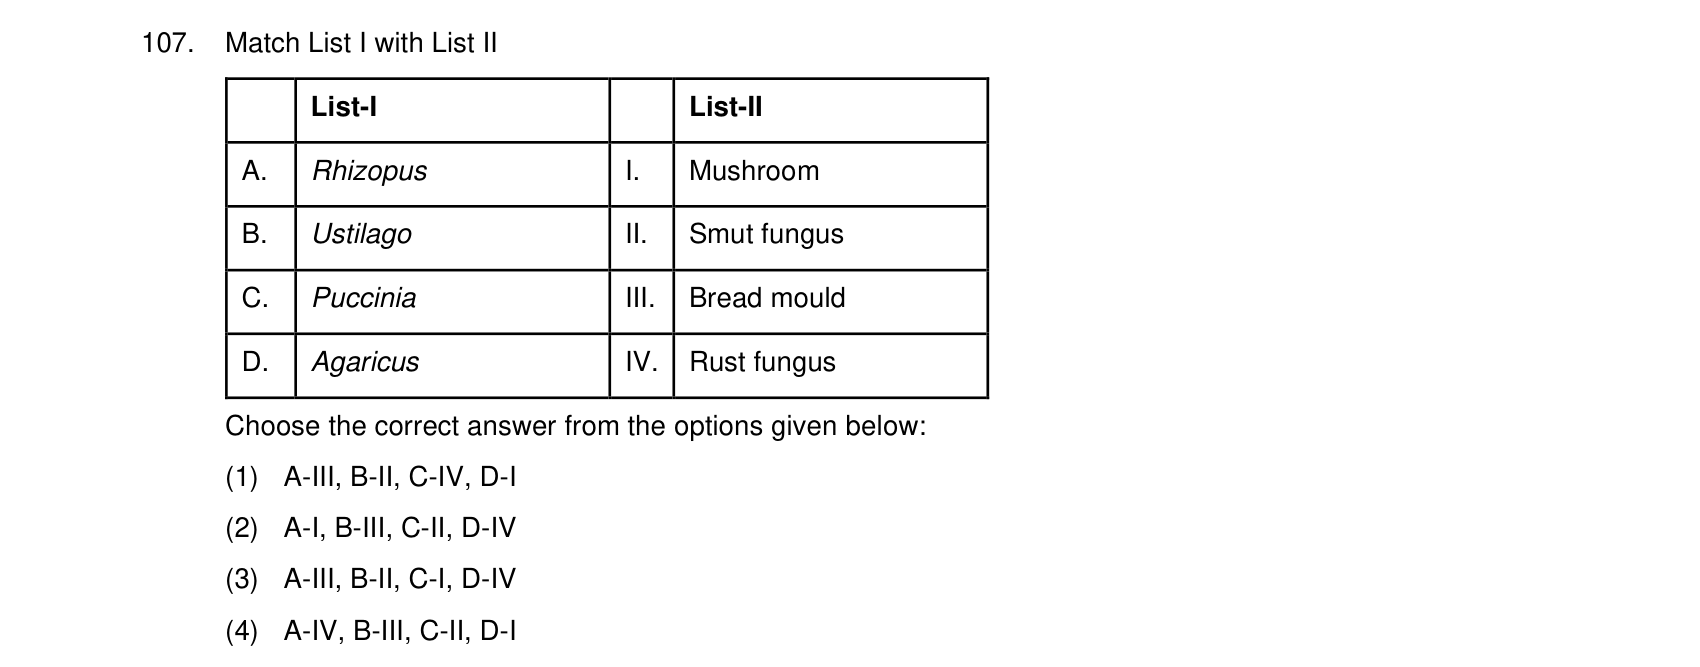 107. Match List I with List II
List-I List-II
A. Rhizopus I. Mushroom
B. Ustilago II. Smut fungus
C. Puccinia III. Bread mould
D. Agaricus IV. Rust fungus
Choose the correct answer from the options given below:
(1) A-III, B-II, C-IV, D-I
(2) A-I, B-III, C-II, D-IV
(3) A-III, B-II, C-I, D-IV
(4) A-IV, B-III, C-II, D-I